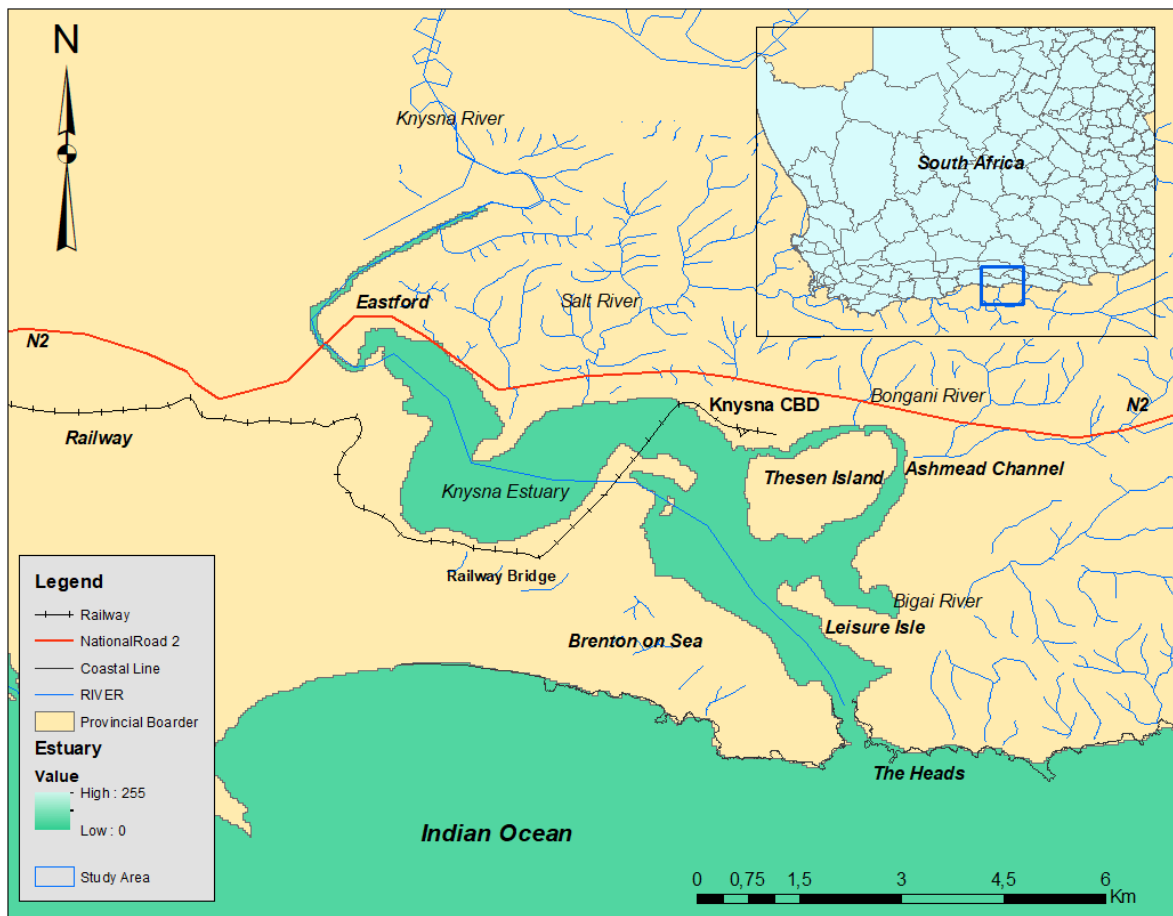 N
Knysna River
South Africa
Eastford
Salt River
N2
Bongani River
Knysna CBD
N2
Railway
Thesen Island
Ashmead Channel
Knysna Estuary
Railway Bridge
Bigai River
Leisure Isle
Brenton on Sea
The Heads
Indian Ocean
Legend
Railway
NationalRoad 2
Coastal Line
RIVER
Provincial Boarder
Estuary
Value
High : 255
Low : 0
Study Area
0 0,75 1,5 3 4,5 6
Km